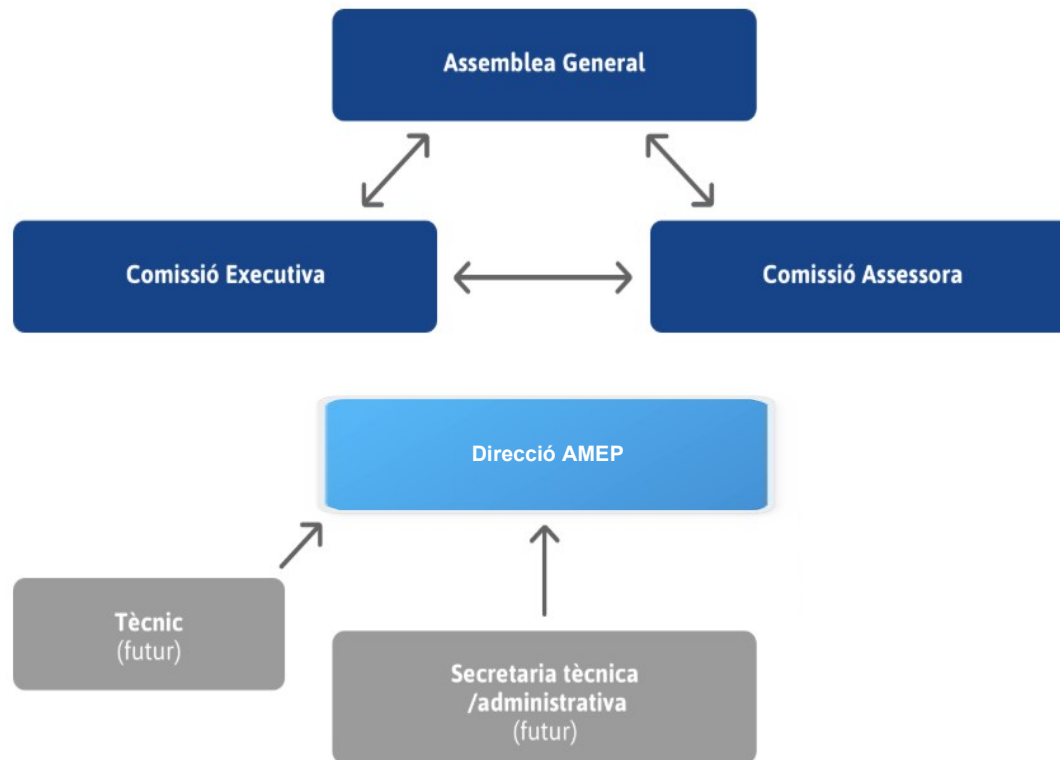 Assemblea General
Comissió Executiva
Comissió Assessora
Direcció AMEP
Tècnic
(futur)
Secretaria tècnica
/administrativa
(futur)